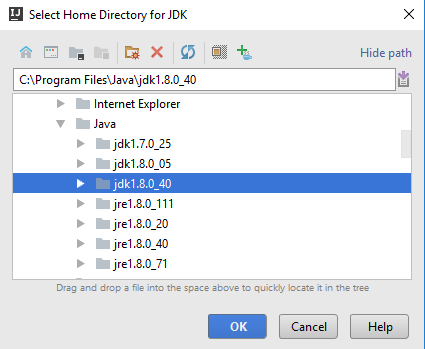 Select Home Directory for JDK
Hide path
C:\Program Files\Java\jdk1.8.0_40
Internet Explorer
Java
jdk1.7.0_25
jdk1.8.0_05
jdk1.8.0_40
jre1.8.0_111
jre1.8.0_20
jre1.8.0_40
jre1.8.0_71
Drag and drop a file into the space above to quickly locate it in the tree
OK Cancel Help